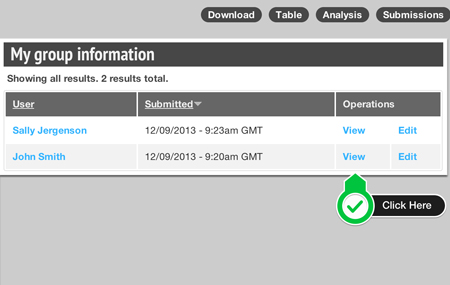 Download Table Analysis Submissions
My group information
Showing all results. 2 results total.
User Submitted Operations
Sally Jergenson 12/09/2013 - 9:23am GMT View Edit
John Smith 12/09/2013 - 9:20am GMT View Edit
Click Here